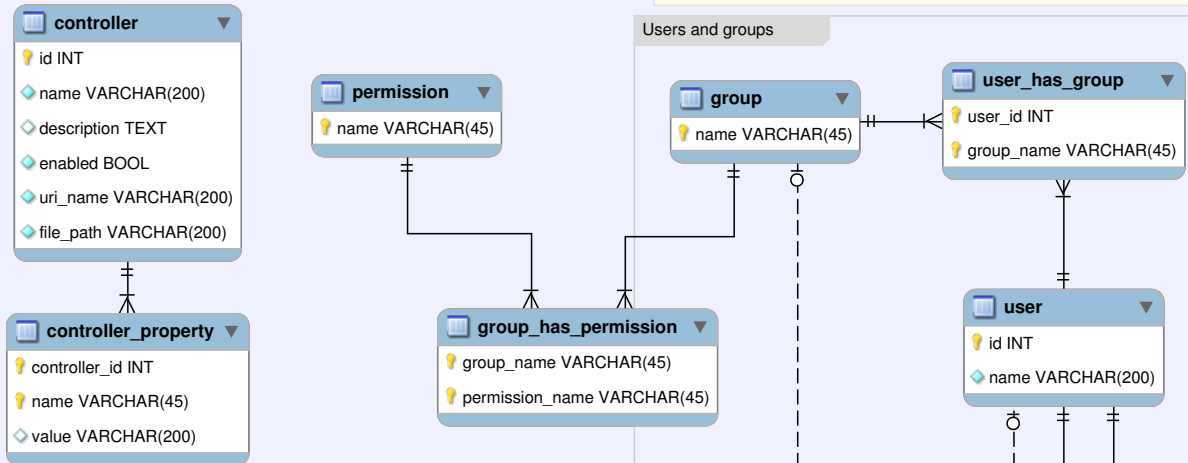 controller
id INT
name VARCHAR(200)
description TEXT
enabled BOOL
uri_name VARCHAR(200)
file_path VARCHAR(200)
controller_property
controller_id INT
name VARCHAR(45)
value VARCHAR(200)
permission
name VARCHAR(45)
group_has_permission
group_name VARCHAR(45)
permission_name VARCHAR(45)
Users and groups
group
name VARCHAR(45)
user_has_group
user_id INT
group_name VARCHAR(45)
user
id INT
name VARCHAR(200)